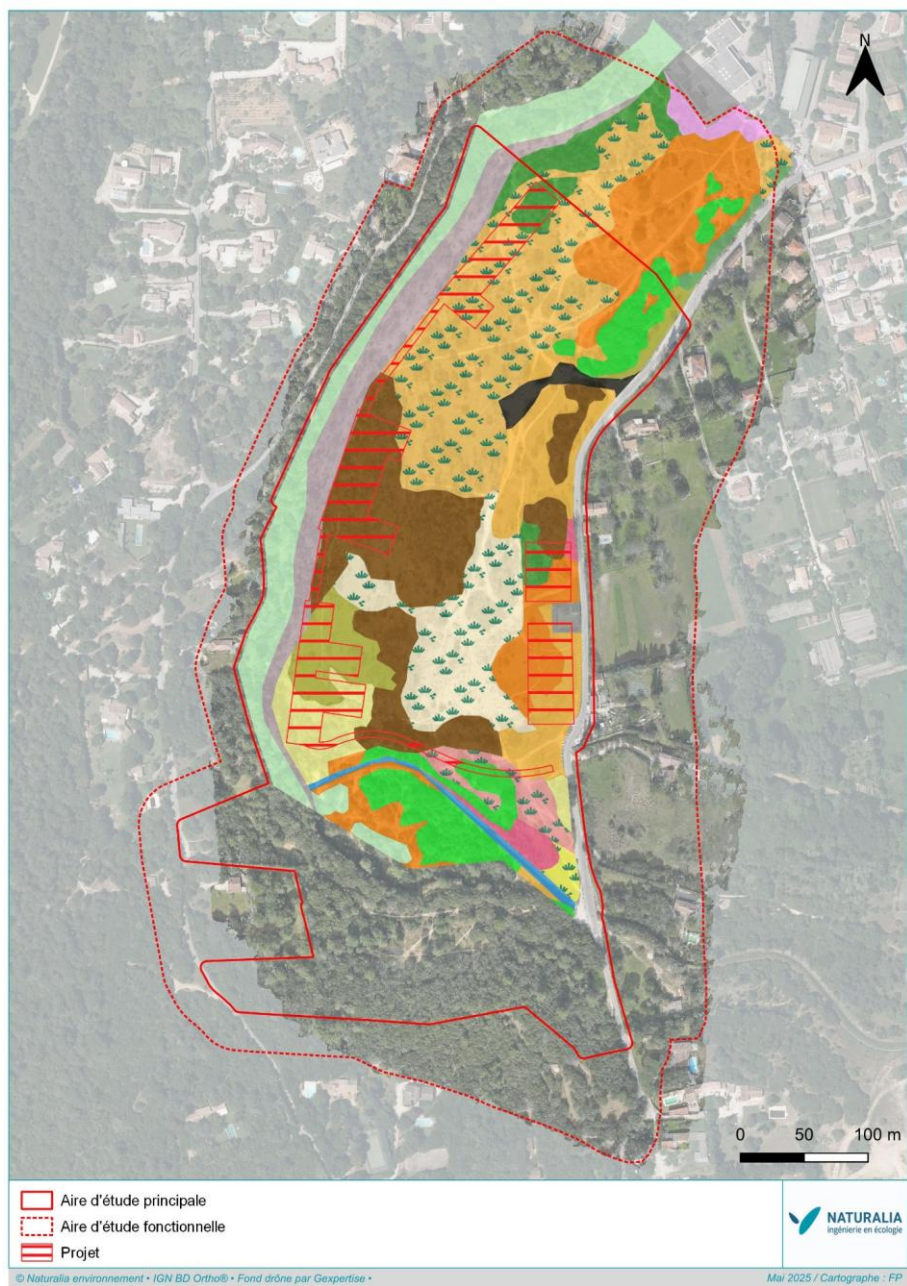 N
0 50 100 m
Aire d'étude principale
Aire d'étude fonctionnelle
Projet
NATURALIA
ingénierie en écologie
© Naturalia environnement • IGN BD Ortho® • Fond drône par Gexpertise •
Mai 2025 / Cartographe : FP